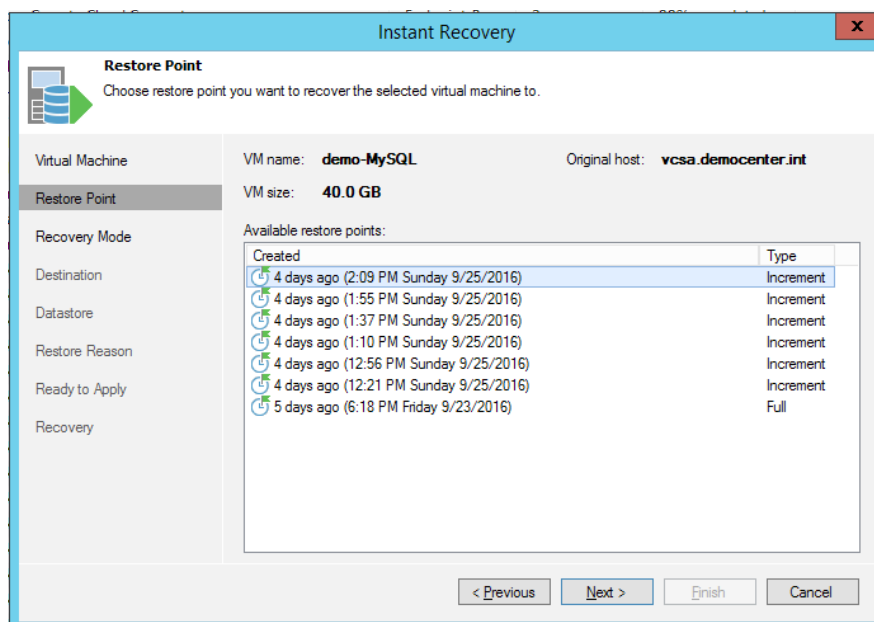 Instant Recovery
x
Restore Point
Choose restore point you want to recover the selected virtual machine to.
Virtual Machine
Restore Point
Recovery Mode
Destination
Datastore
Restore Reason
Ready to Apply
Recovery
VM name: demo-MySQL Original host: vcsa.democenter.int
VM size: 40.0 GB
Available restore points:
Created Type
4 days ago (2:09 PM Sunday 9/25/2016) Increment
4 days ago (1:55 PM Sunday 9/25/2016) Increment
4 days ago (1:37 PM Sunday 9/25/2016) Increment
4 days ago (1:10 PM Sunday 9/25/2016) Increment
4 days ago (12:56 PM Sunday 9/25/2016) Increment
4 days ago (12:21 PM Sunday 9/25/2016) Increment
5 days ago (6:18 PM Friday 9/23/2016) Full
< Previous Next > Finish Cancel